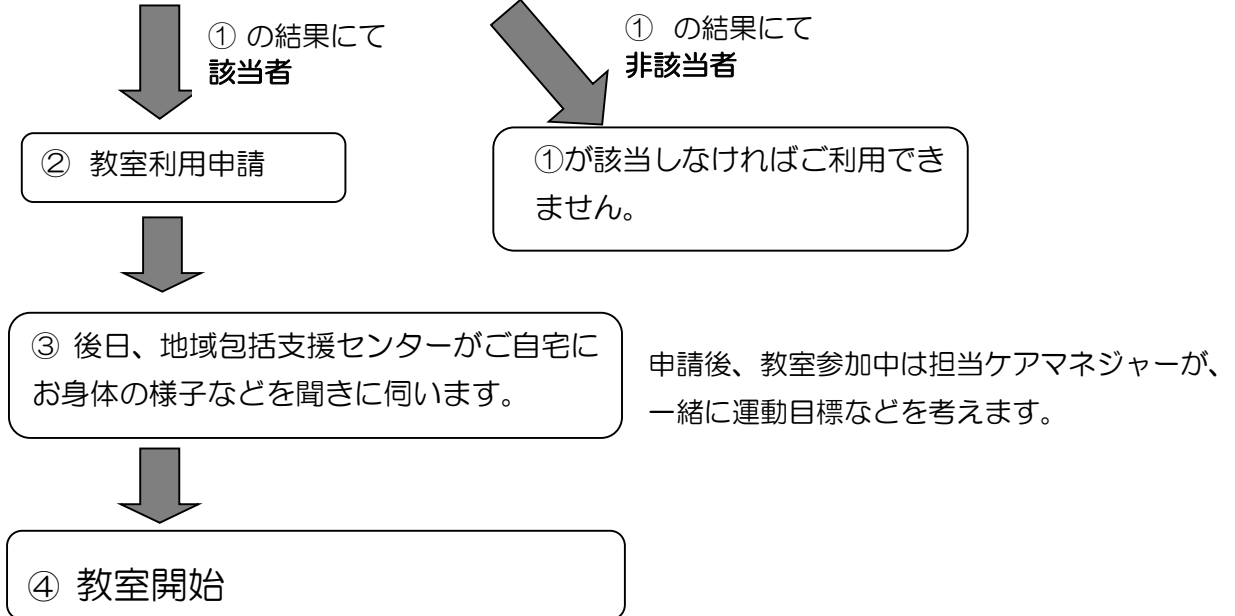 ① の結果にて
該当者
① の結果にて
非該当者
② 教室利用申請
①が該当しなければご利用でき
ません。
③ 後日、地域包括支援センターがご自宅に
お身体の様子などを聞きに伺います。
申請後、教室参加中は担当ケアマネジャーが、
一緒に運動目標などを考えます。
④ 教室開始